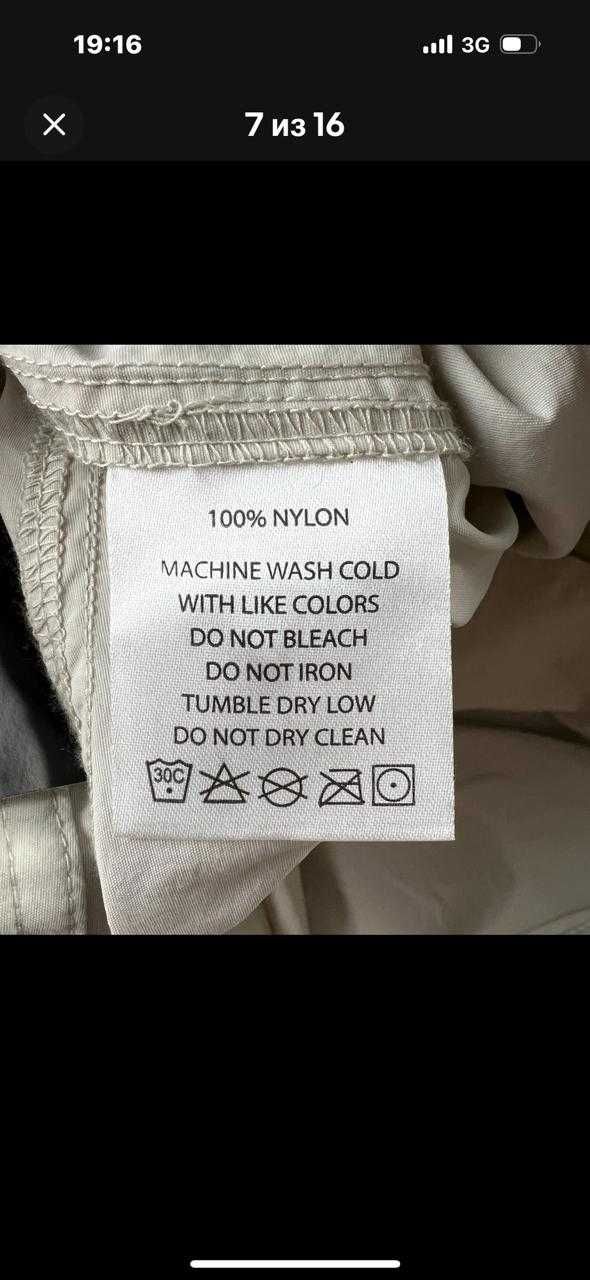 19:16
3G
7 из 16
100% NYLON
MACHINE WASH COLD
WITH LIKE COLORS
DO NOT BLEACH
DO NOT IRON
TUMBLE DRY LOW
DO NOT DRY CLEAN
30C